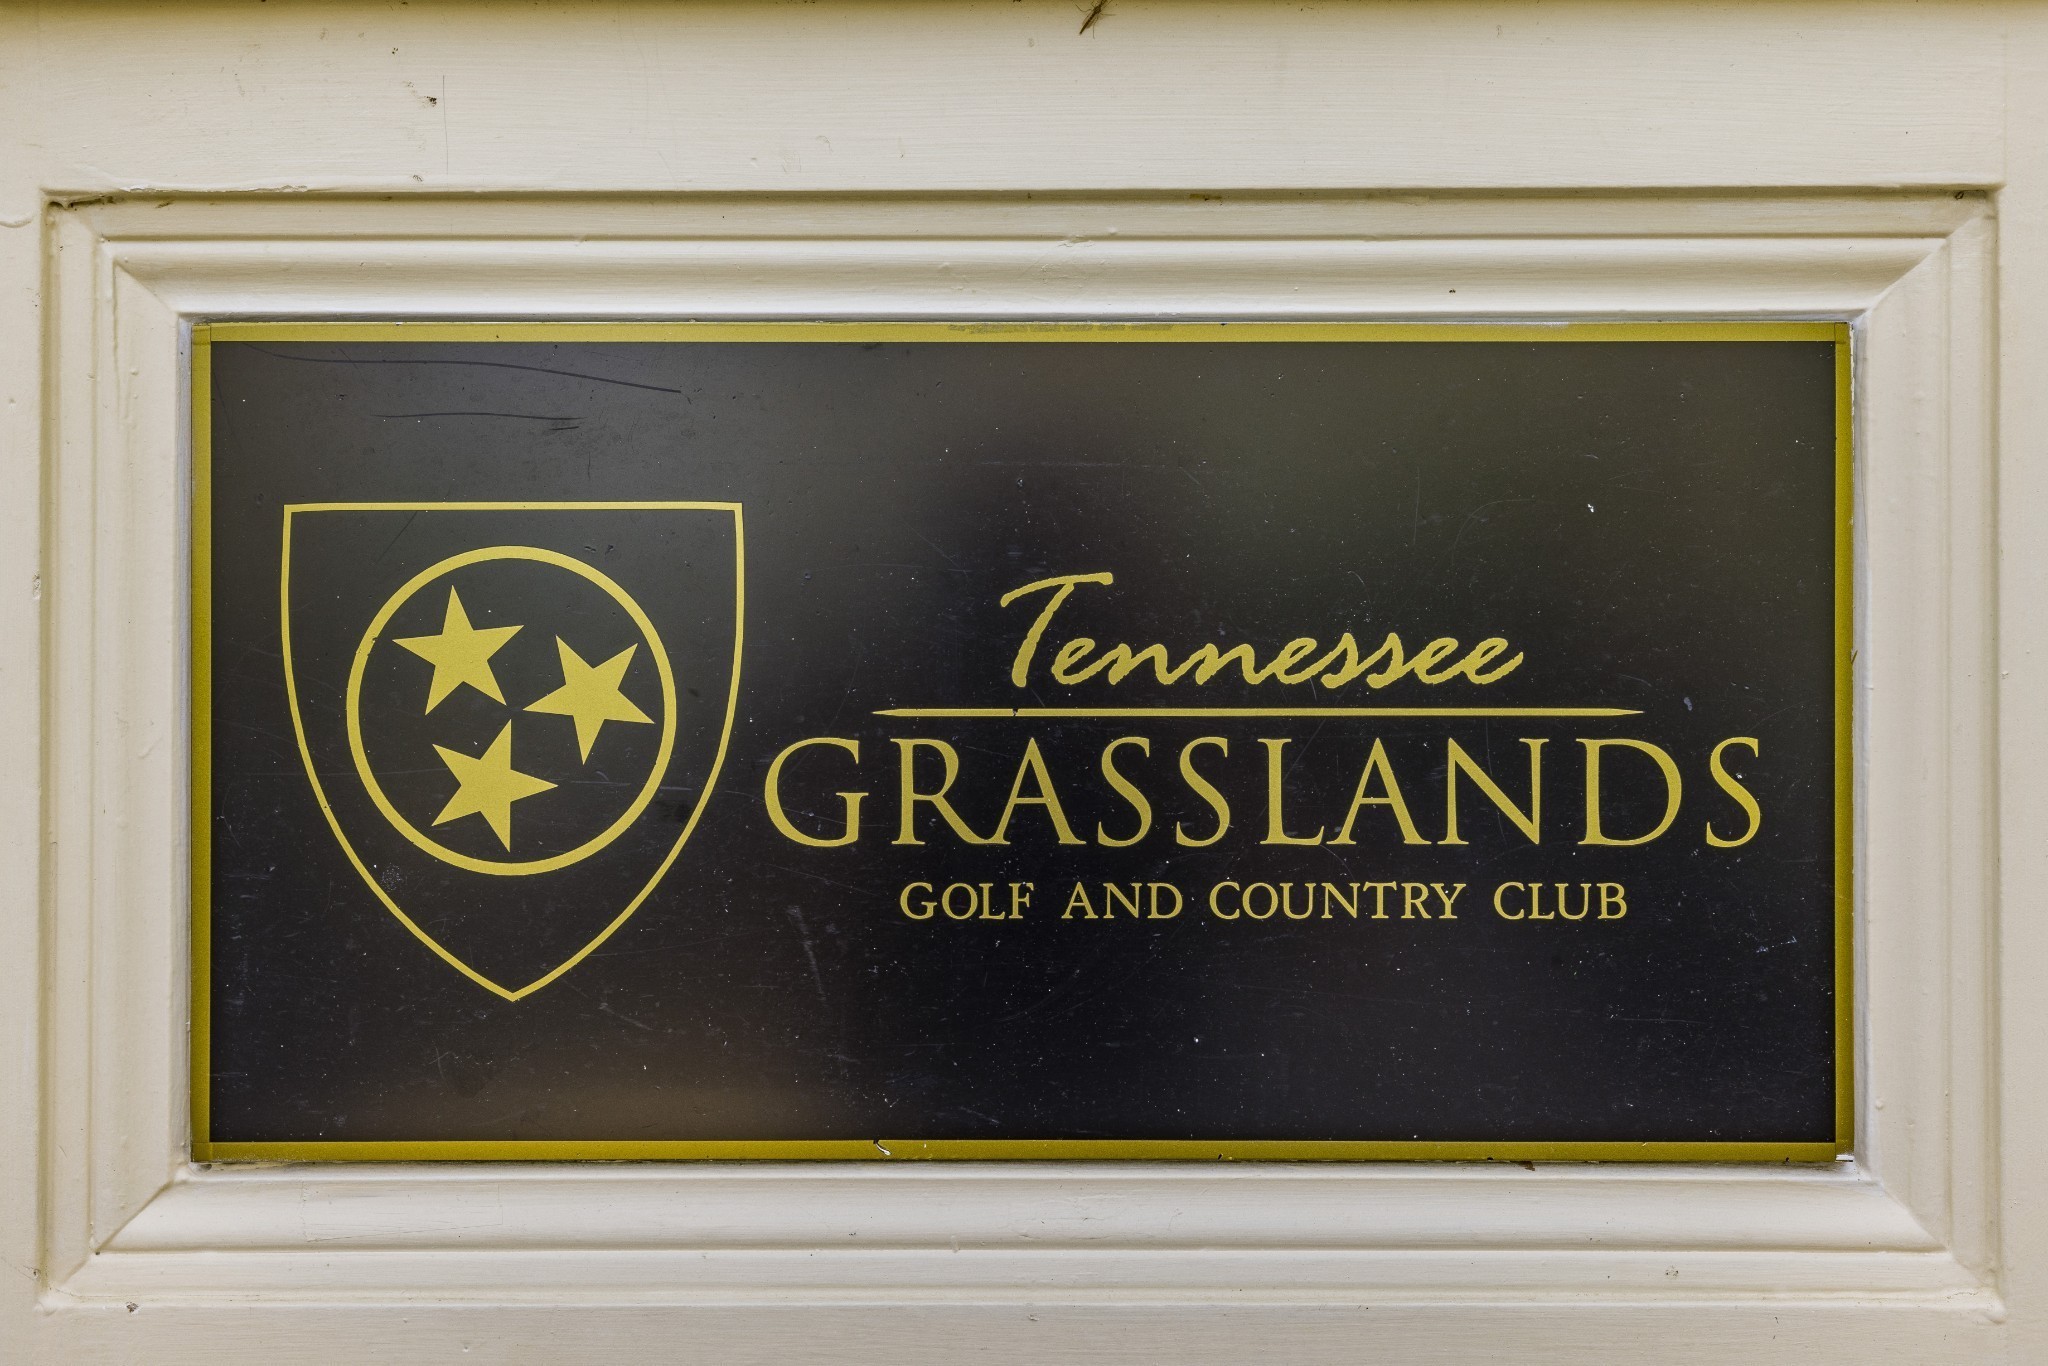 Tennessee
GRASSLANDS
GOLF AND COUNTRY CLUB